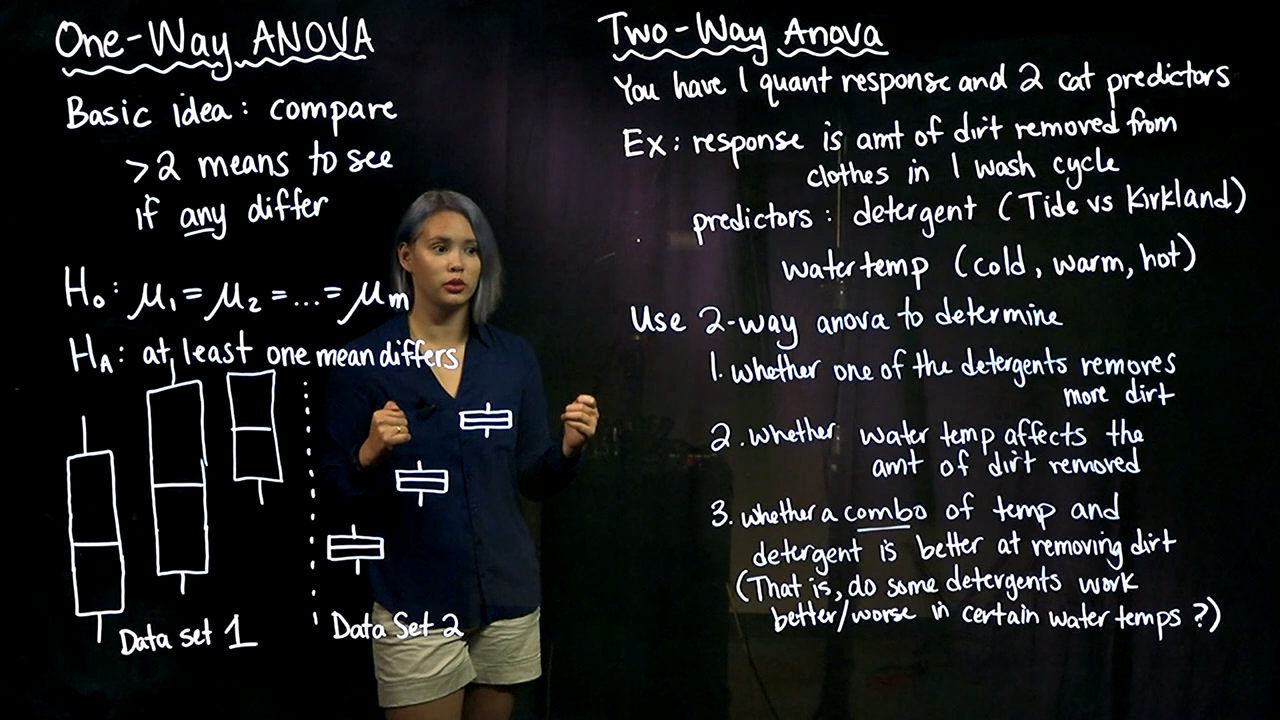 One-Way ANOVA
Basic idea: compare
>2 means to see
if any differ
H₀: μ₁ = μ₂ = ... = μm
HA: at least one mean differs
Data set 1
Data Set 2
Two-Way Anova
You have 1 quant response and 2 cat predictors
Ex: response is amt of dirt removed from
clothes in 1 wash cycle
predictors: detergent (Tide vs Kirkland)
water temp (cold, warm, hot)
Use 2-way anova to determine
1. whether one of the detergents removes
more dirt
2. whether water temp affects the
amt of dirt removed
3. whether a combo of temp and
detergent is better at removing dirt
(That is, do some detergents work
better/worse in certain water temps?)